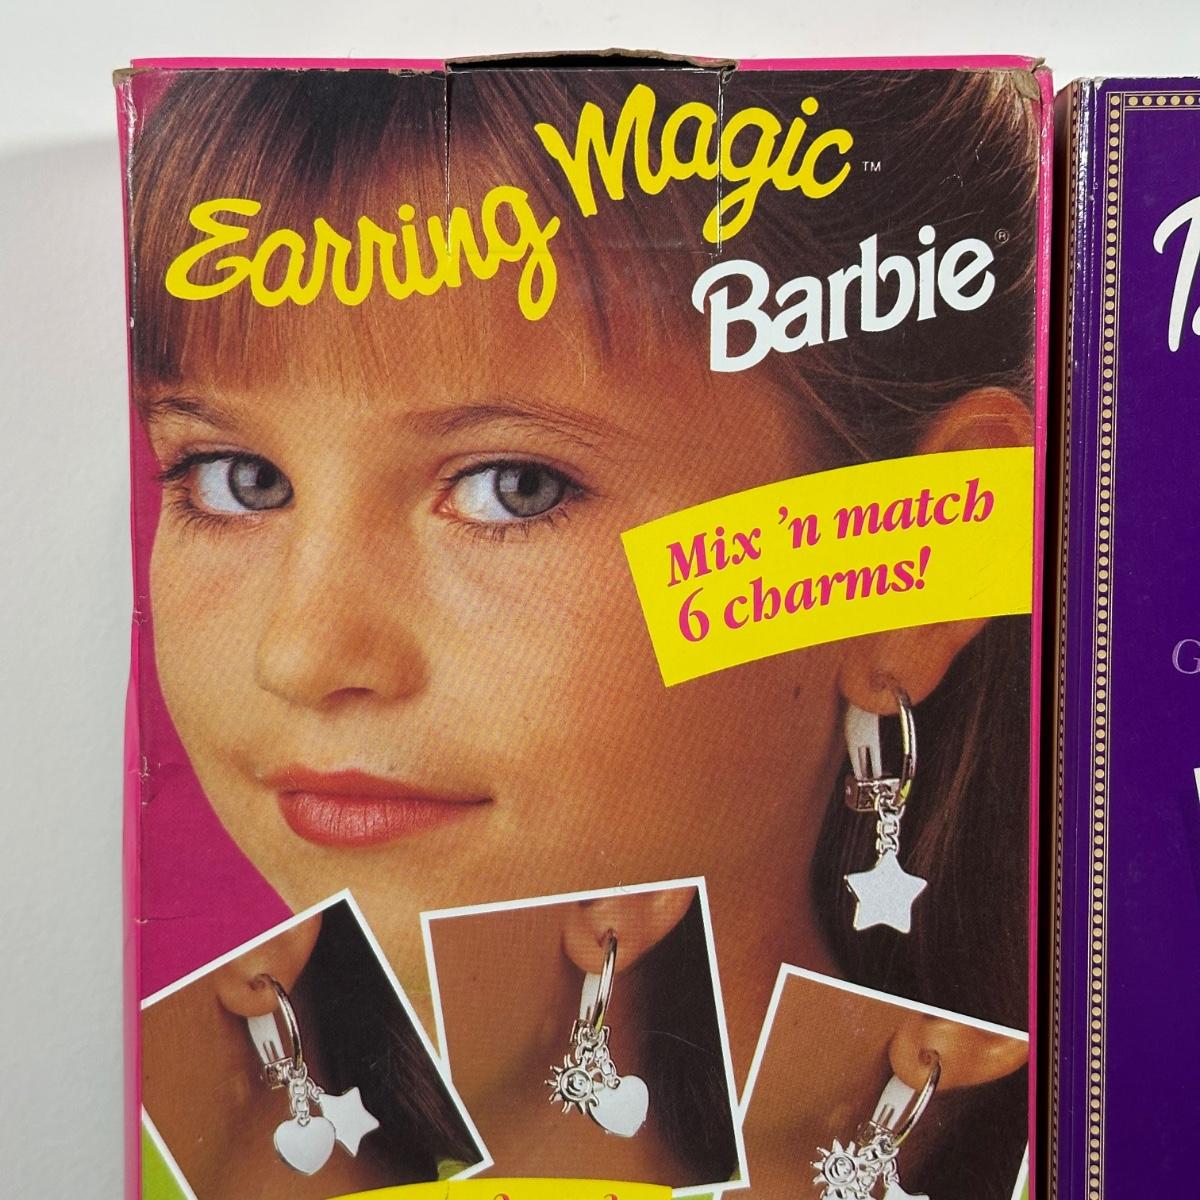 Earring Magic™
Barbie®
Mix 'n match
6 charms!